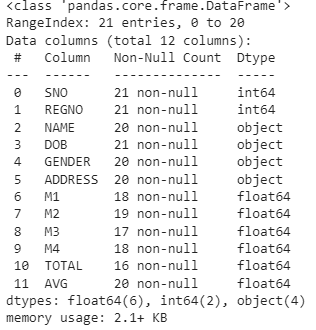 <class 'pandas.core.frame.DataFrame'>
RangeIndex: 21 entries, 0 to 20
Data columns (total 12 columns):
 #   Column   Non-Null Count  Dtype
---  ------   --------------  -----
 0   SNO      21 non-null     int64
 1   REGNO    21 non-null     int64
 2   NAME     20 non-null     object
 3   DOB      21 non-null     object
 4   GENDER   20 non-null     object
 5   ADDRESS  20 non-null     object
 6   M1       18 non-null     float64
 7   M2       19 non-null     float64
 8   M3       17 non-null     float64
 9   M4       18 non-null     float64
 10  TOTAL    16 non-null     float64
 11  AVG      20 non-null     float64
dtypes: float64(6), int64(2), object(4)
memory usage: 2.1+ KB